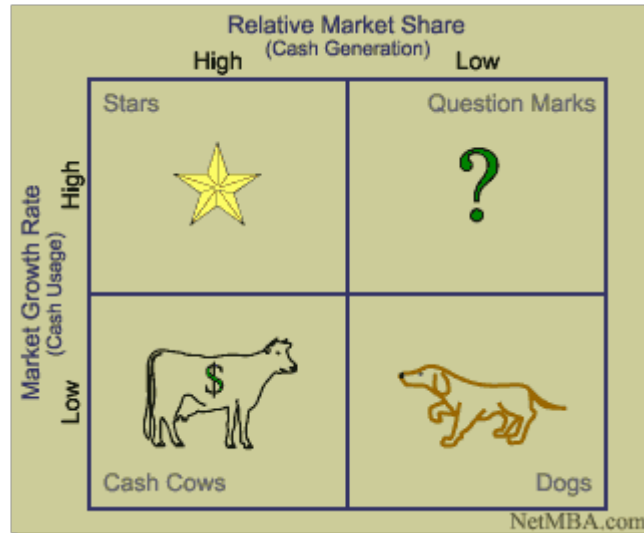 Relative Market Share
(Cash Generation)
High Low
Stars Question Marks
?
Market Growth Rate
(Cash Usage)
High
Low
$
Cash Cows Dogs
NetMBA.com